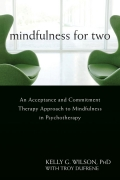 mindfulness for two
An Acceptance and Commitment
Therapy Approach to Mindfulness
in Psychotherapy
KELLY G. WILSON, PhD
WITH TROY DUFRENE